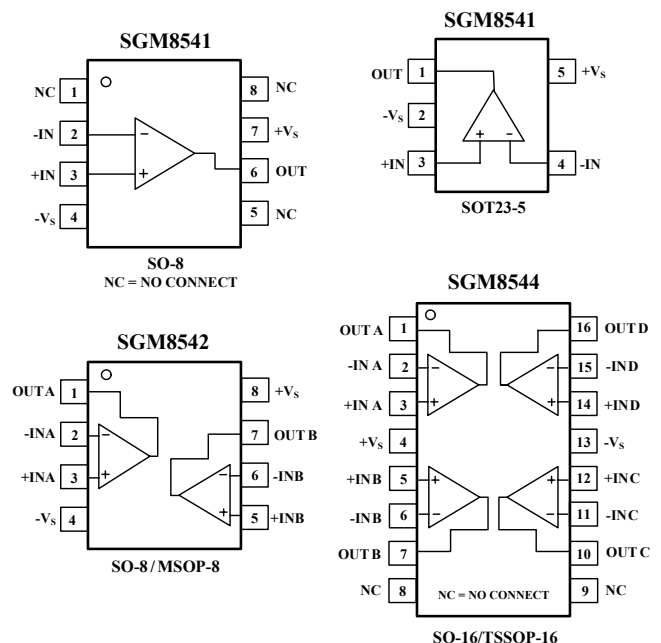 SGM8541
NC 1 8 NC
-IN 2 7 +VS
+IN 3 6 OUT
-VS 4 5 NC
− +
SO-8
NC = NO CONNECT
SGM8541
OUT 1 5 +VS
-VS 2
+IN 3 4 -IN
+ -
SOT23-5
SGM8542
OUT A 1 8 +VS
-INA 2 7 OUT B
+INA 3 6 -INB
-VS 4 5 +INB
− + − +
SO-8/MSOP-8
SGM8544
OUT A 1 16 OUT D
-IN A 2 15 -IND
+IN A 3 14 +IND
+VS 4 13 -VS
+INB 5 12 +INC
-INB 6 11 -INC
OUT B 7 10 OUT C
NC 8 9 NC
− + − + + − + −
NC = NO CONNECT
SO-16/TSSOP-16